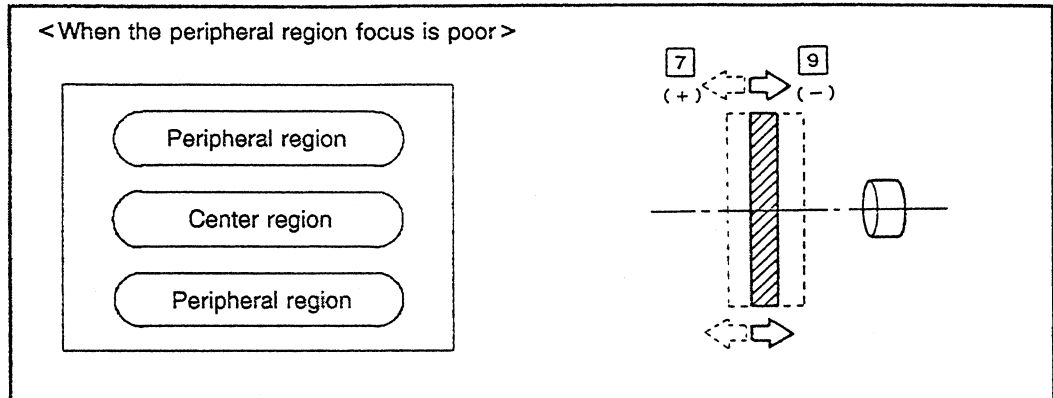 <When the peripheral region focus is poor>
7 9
(+) (-)
Peripheral region
Center region
Peripheral region